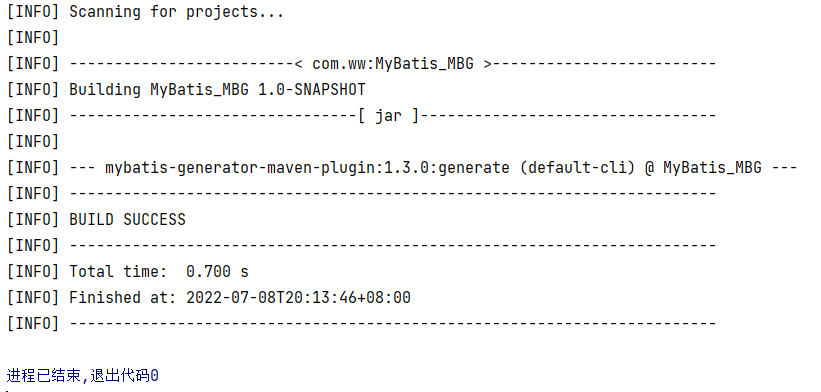 [INFO] Scanning for projects...
[INFO]
[INFO] -------------------------< com.ww:MyBatis_MBG >-------------------------
[INFO] Building MyBatis_MBG 1.0-SNAPSHOT
[INFO] --------------------------------[ jar ]---------------------------------
[INFO]
[INFO] --- mybatis-generator-maven-plugin:1.3.0:generate (default-cli) @ MyBatis_MBG ---
[INFO] ------------------------------------------------------------------------
[INFO] BUILD SUCCESS
[INFO] ------------------------------------------------------------------------
[INFO] Total time:  0.700 s
[INFO] Finished at: 2022-07-08T20:13:46+08:00
[INFO] ------------------------------------------------------------------------
进程已结束,退出代码0